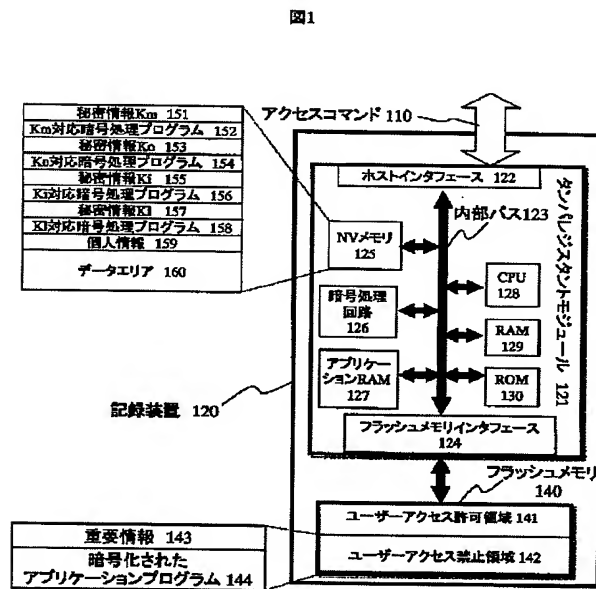 図1
アクセスコマンド 110
秘密情報Km 151
Km対応暗号処理プログラム 152
秘密情報Ko 153
Ko対応暗号処理プログラム 154
秘密情報Ki 155
Ki対応暗号処理プログラム 156
秘密情報Kl 157
Kl対応暗号処理プログラム 158
個人情報 159
データエリア 160
ホストインタフェース 122
内部バス123
NVメモリ
125
暗号処理
回路
126
アプリケー
ションRAM
127
CPU
128
RAM
129
ROM
130
タンパレジスタントモジュール 121
フラッシュメモリインタフェース
124
記録装置 120
フラッシュメモリ
140
ユーザーアクセス許可領域 141
ユーザーアクセス禁止領域 142
重要情報 143
暗号化された
アプリケーションプログラム 144